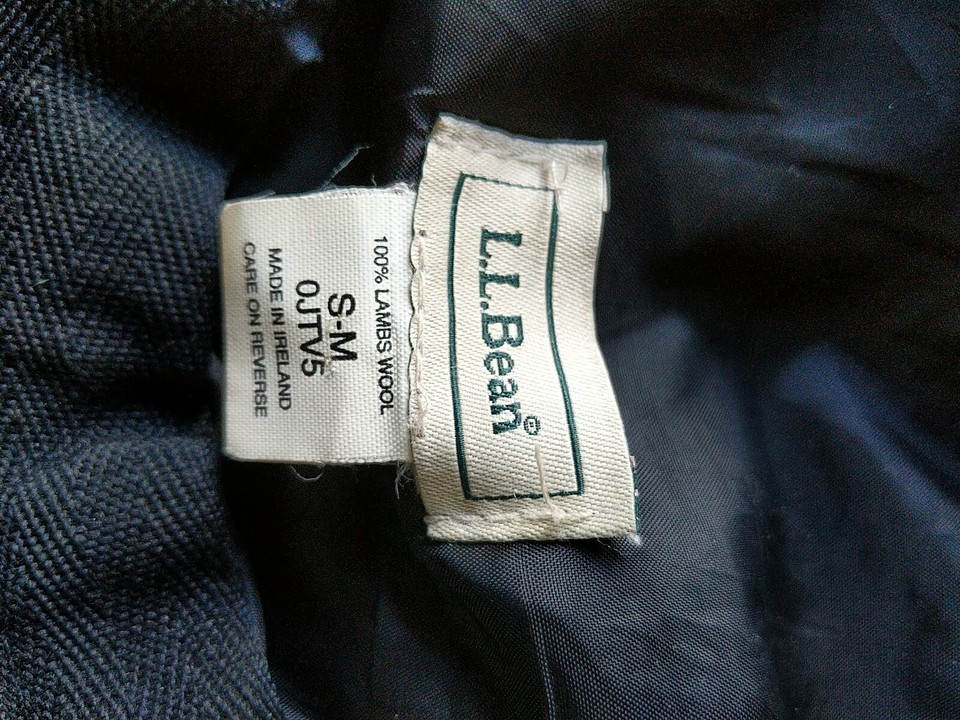 L.L.Bean©
100% LAMBS WOOL
S-M
0JTV5
MADE IN IRELAND
CARE ON REVERSE